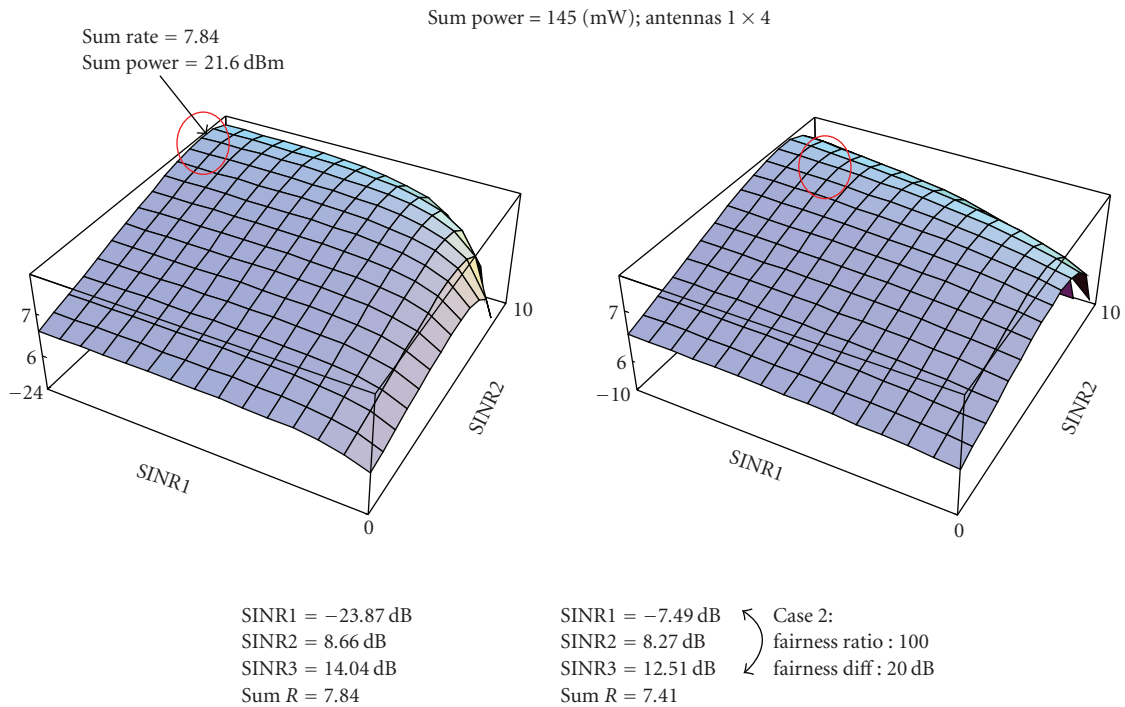 Sum power = 145 (mW); antennas 1 × 4
Sum rate = 7.84
Sum power = 21.6 dBm
7
6
−24
SINR1
0
SINR2
10
7
6
−10
SINR1
0
SINR2
10
SINR1 = −23.87 dB
SINR2 = 8.66 dB
SINR3 = 14.04 dB
Sum R = 7.84
SINR1 = −7.49 dB
SINR2 = 8.27 dB
SINR3 = 12.51 dB
Sum R = 7.41
Case 2:
fairness ratio : 100
fairness diff : 20 dB